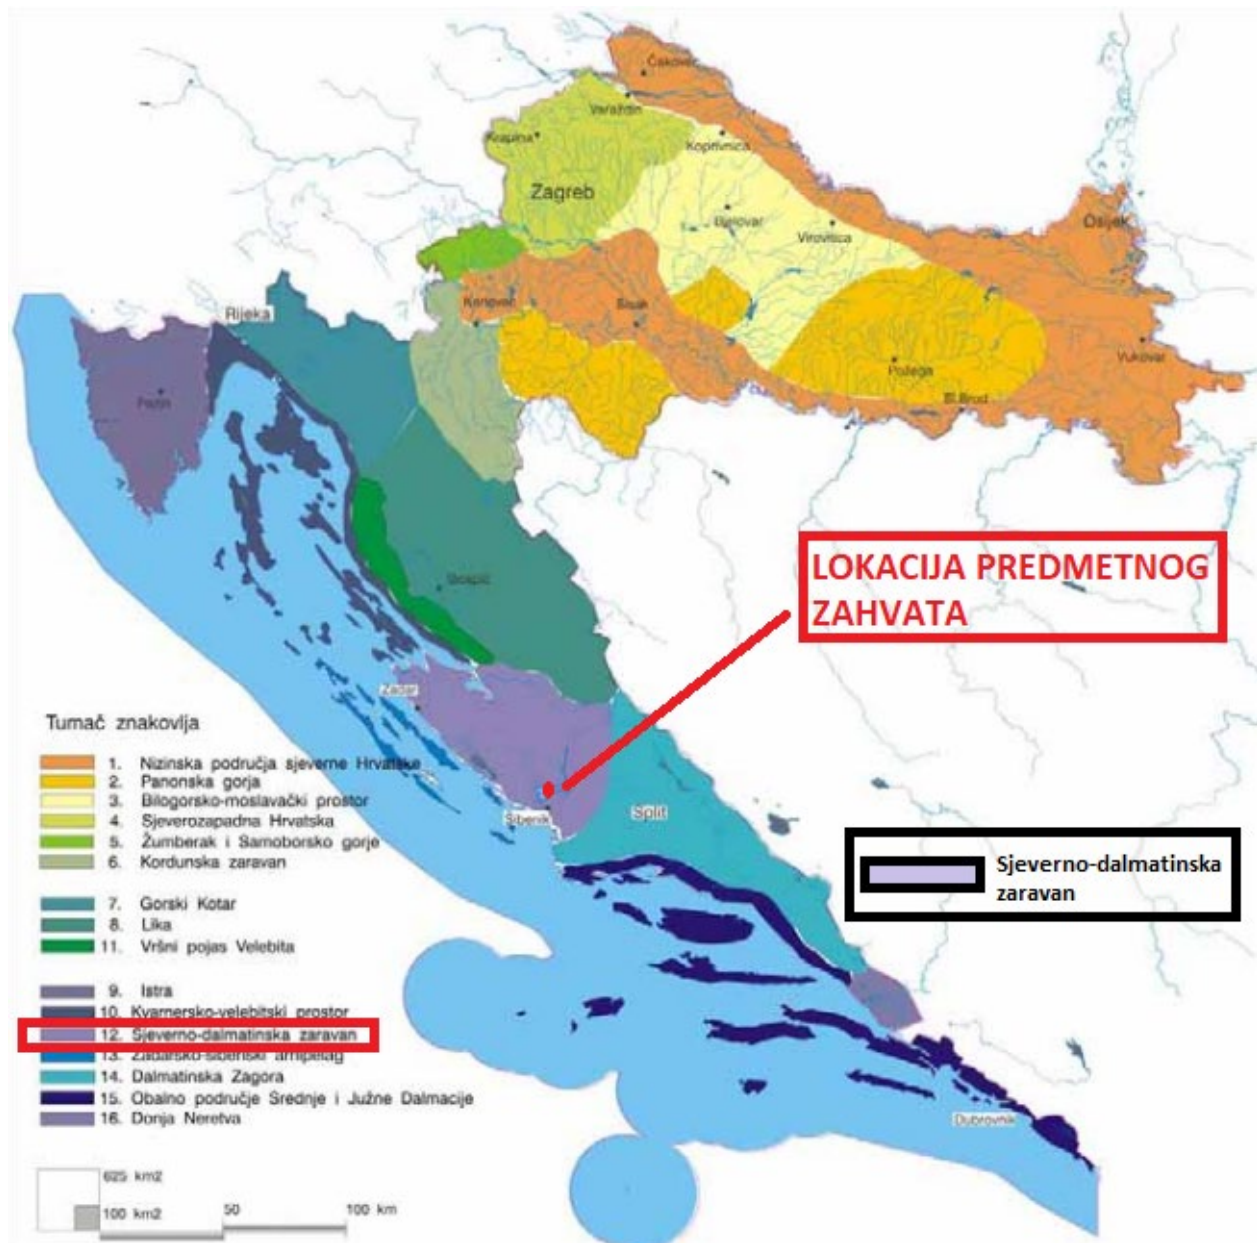 Čakovec
Varaždin
Krapina
Koprivnica
Zagreb
Bjelovar
Virovitica
Osijek
Rijeka
Karlovac
Sisak
Vukovar
Požega
Sl.Brod
Pazin
Gospić
LOKACIJA PREDMETNOG
ZAHVATA
Zadar
Šibenik
Split
Sjeverno-dalmatinska
zaravan
Dubrovnik
Tumač znakovlja
1. Nizinska područja sjeverne Hrvatske
2. Panonska gorja
3. Bilogorsko-moslavački prostor
4. Sjeverozapadna Hrvatska
5. Žumberak i Samoborsko gorje
6. Kordunska zaravan
7. Gorski Kotar
8. Lika
11. Vršni pojas Velebita
9. Istra
10. Kvarnersko-velebitski prostor
12. Sjeverno-dalmatinska zaravan
13. Zadarsko-šibenski arhipelag
14. Dalmatinska Zagora
15. Obalno područje Srednje i Južne Dalmacije
16. Donja Neretva
625 km2
100 km2
50
100 km